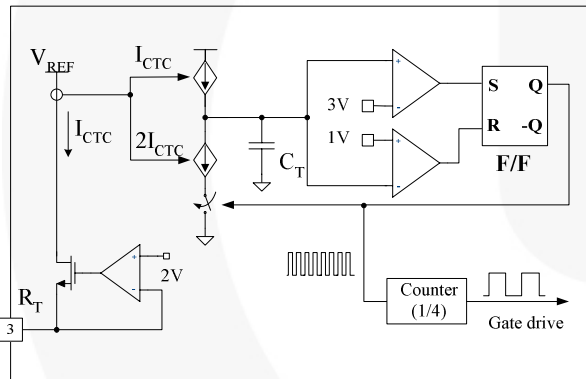 V_REF
I_CTC
I_CTC
2I_CTC
C_T
3V
1V
+
-
+
-
S Q
R -Q
F/F
+
-
2V
R_T
3
Counter
(1/4)
Gate drive